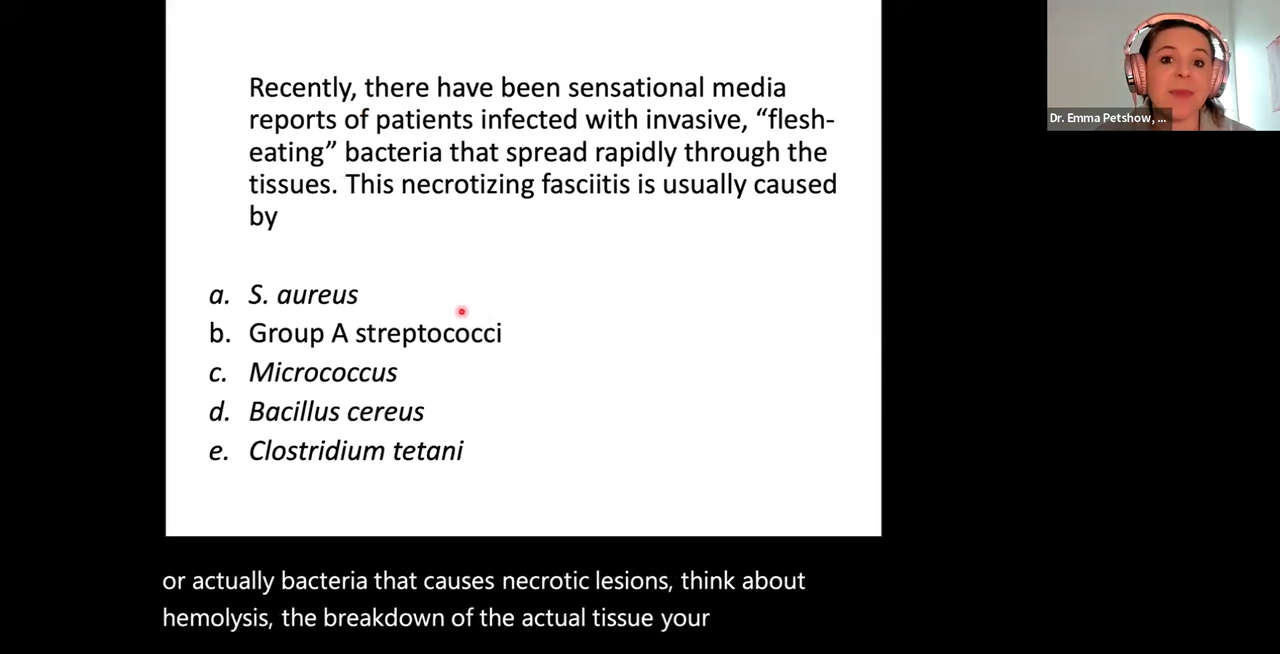 Recently, there have been sensational media
reports of patients infected with invasive, “flesh-
eating” bacteria that spread rapidly through the
tissues. This necrotizing fasciitis is usually caused
by
a. S. aureus
b. Group A streptococci
c. Micrococcus
d. Bacillus cereus
e. Clostridium tetani
Dr. Emma Petshow, ...
or actually bacteria that causes necrotic lesions, think about
hemolysis, the breakdown of the actual tissue your